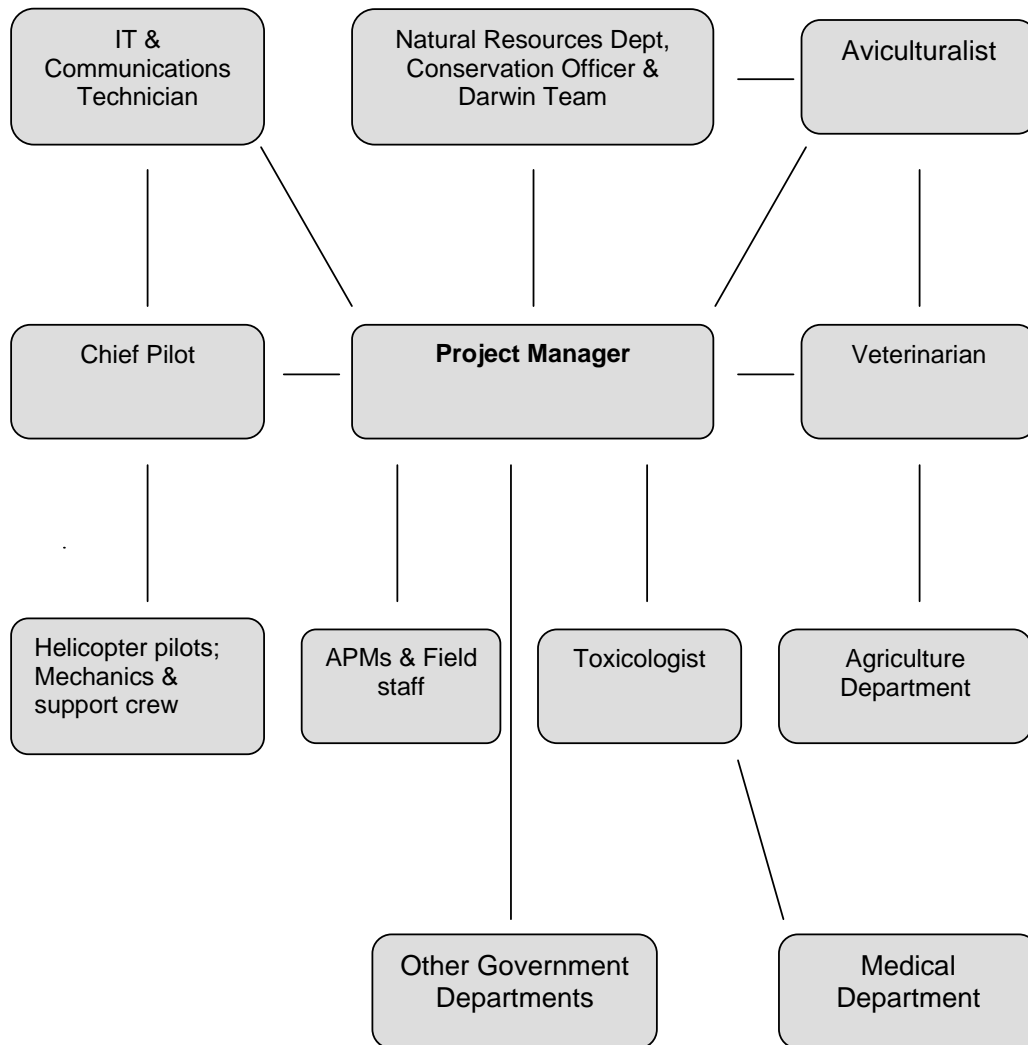 IT &
Communications
Technician
Natural Resources Dept,
Conservation Officer &
Darwin Team
Aviculturalist
Chief Pilot
Project Manager
Veterinarian
Helicopter pilots;
Mechanics &
support crew
APMs & Field
staff
Toxicologist
Agriculture
Department
Other Government
Departments
Medical
Department